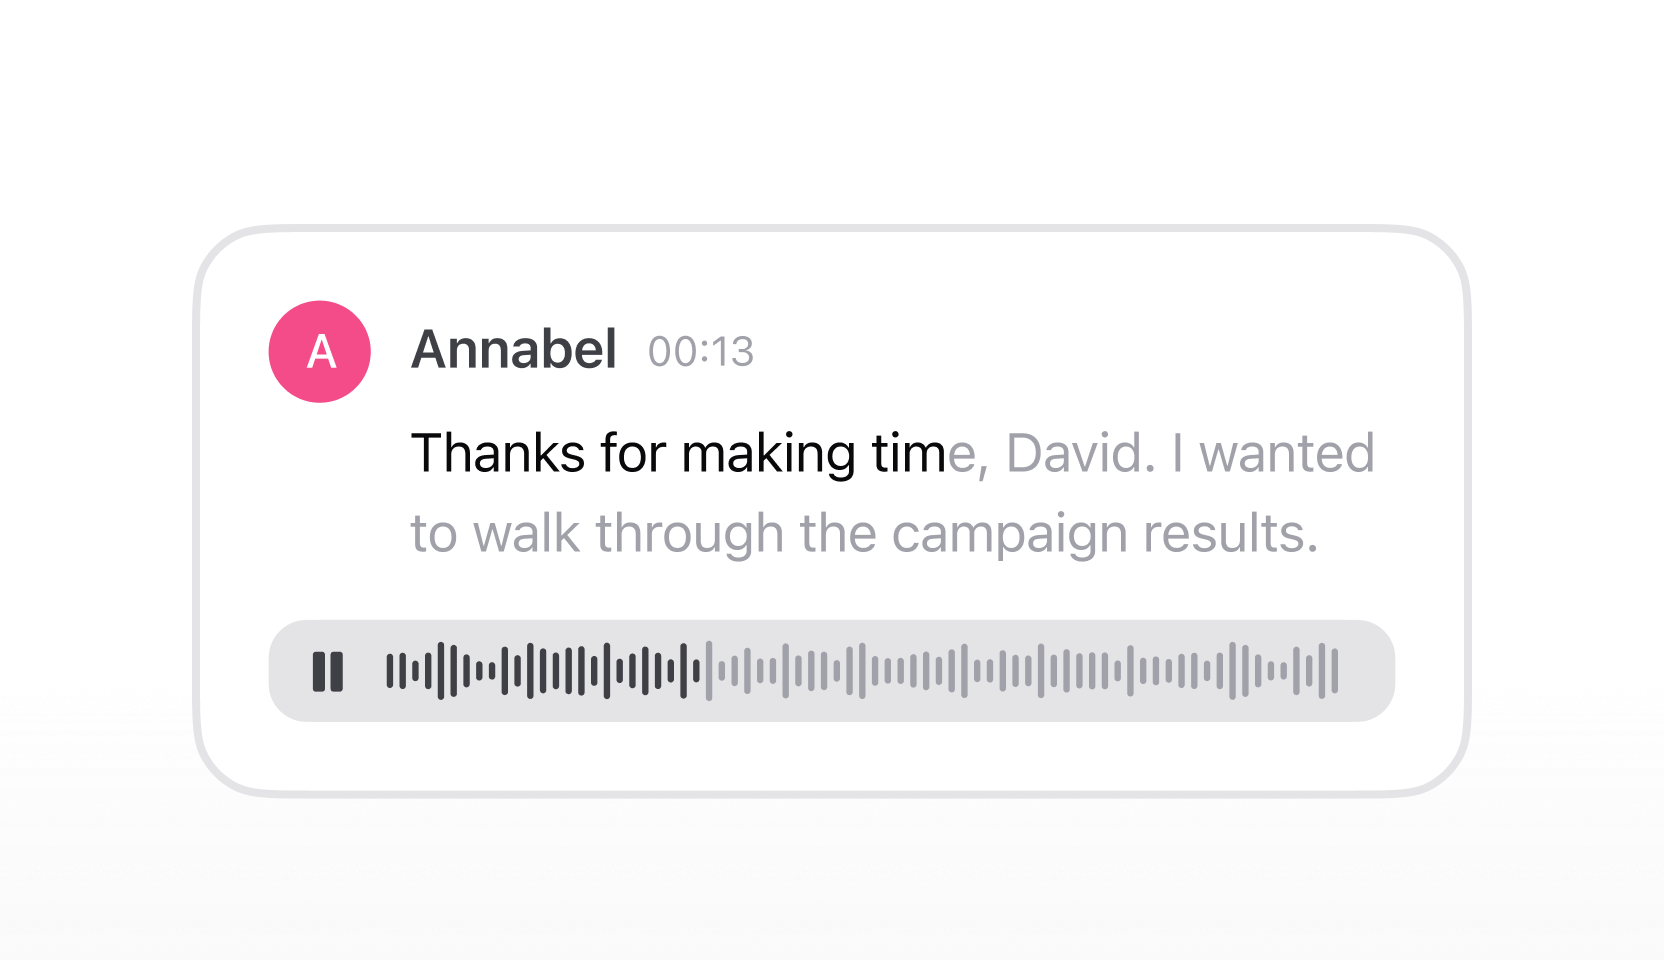 A
Annabel 00:13
Thanks for making time, David. I wanted
to walk through the campaign results.